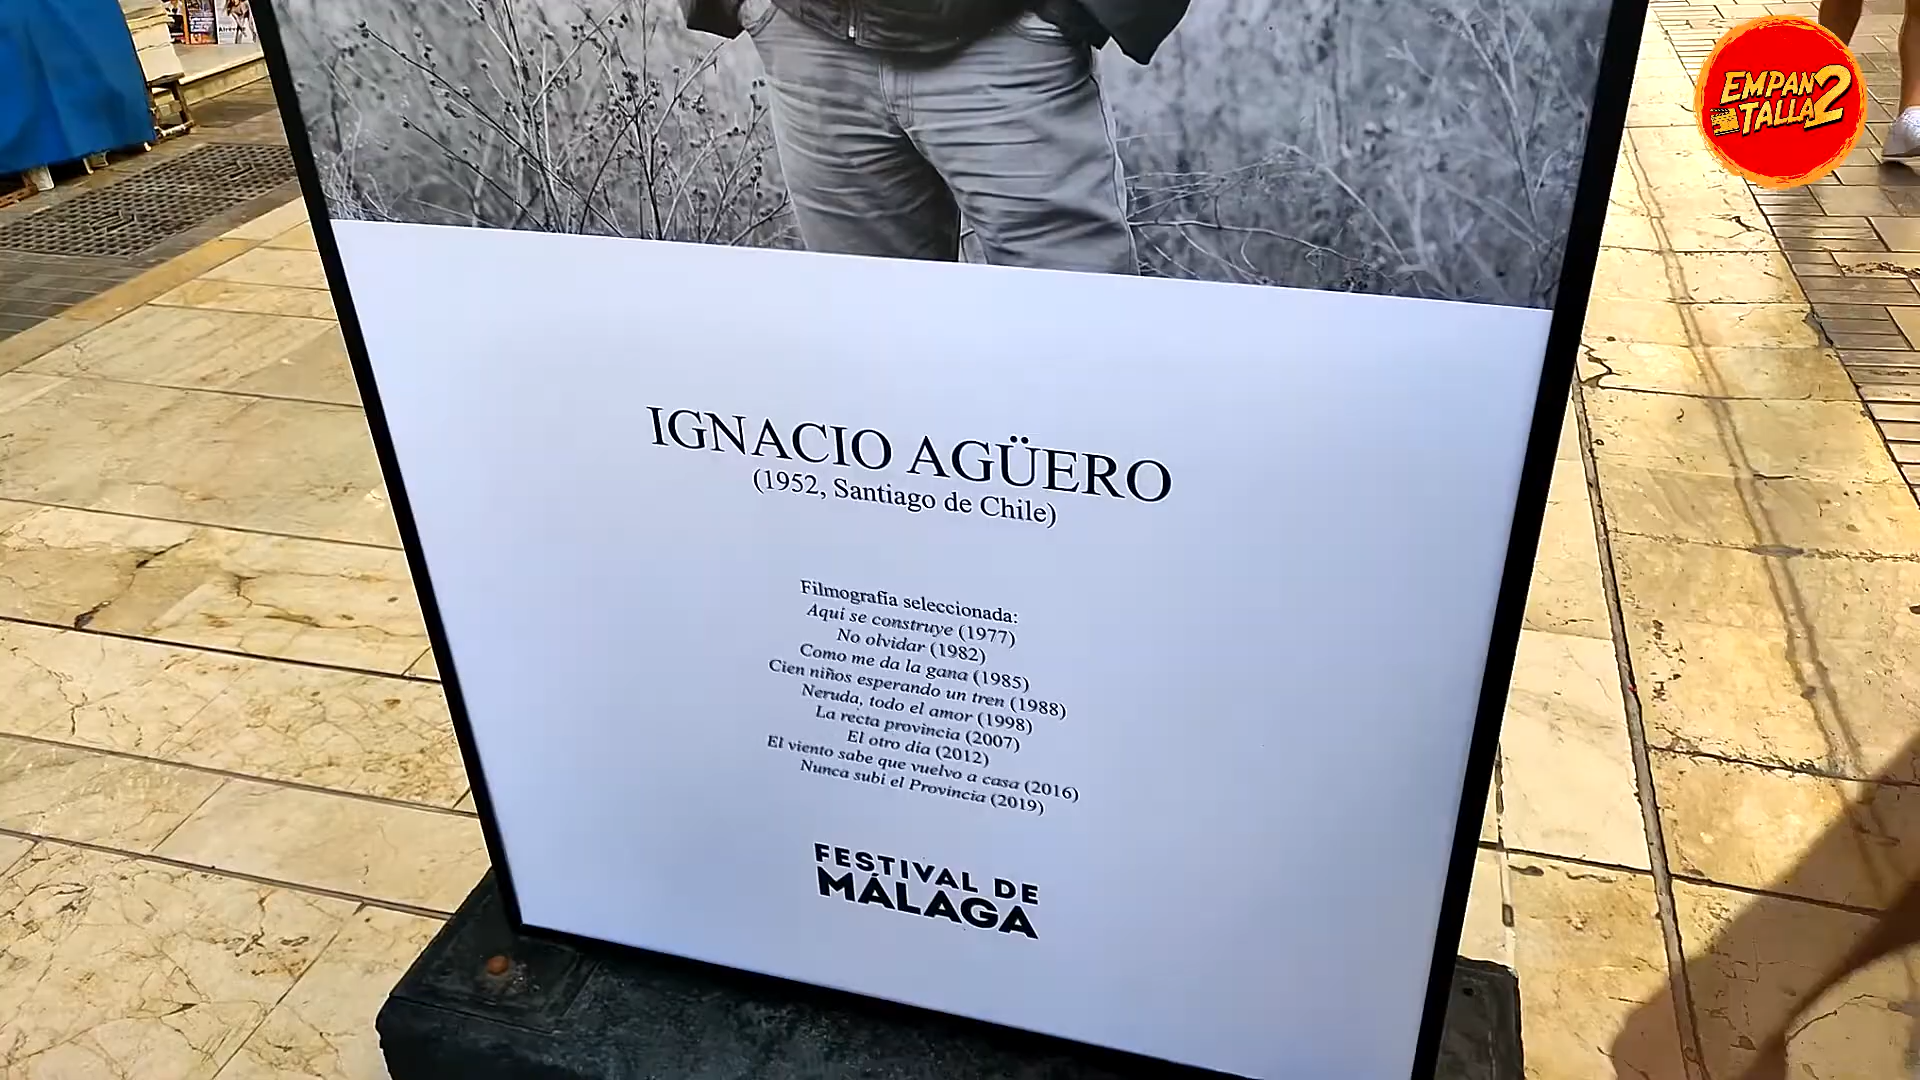 EMPAN
TALLA2
IGNACIO AGÜERO
(1952, Santiago de Chile)
Filmografía seleccionada:
Aquí se construye (1977)
No olvidar (1982)
Como me da la gana (1985)
Cien niños esperando un tren (1988)
Neruda, todo el amor (1998)
La recta provincia (2007)
El otro día (2012)
El viento sabe que vuelvo a casa (2016)
Nunca subí el Provincia (2019)
FESTIVAL DE
MÁLAGA